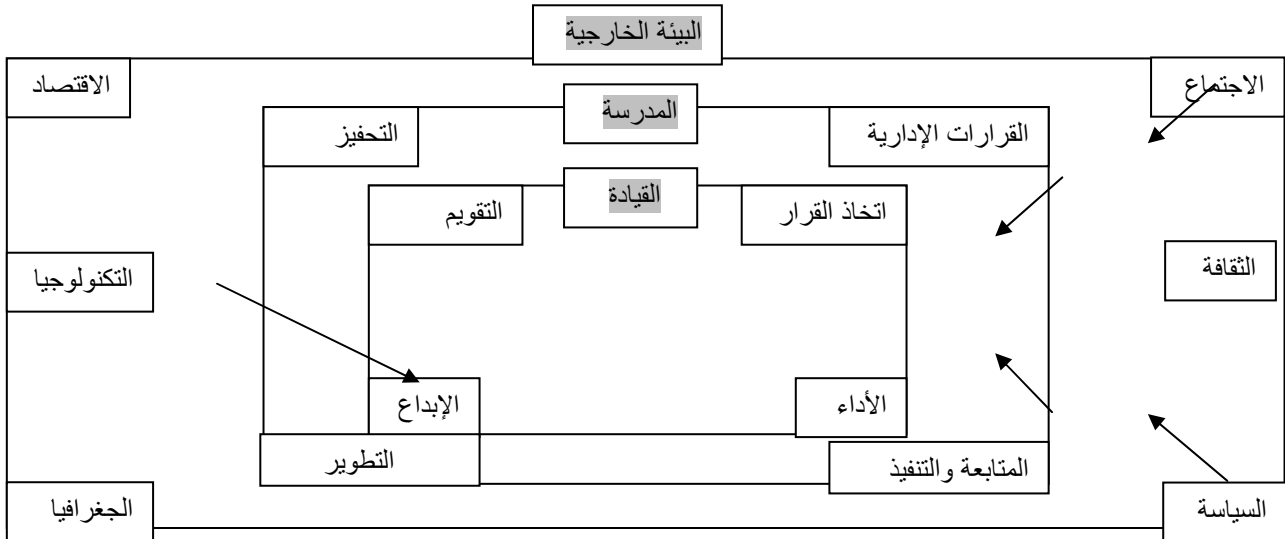 البيئة الخارجية
الاجتماع
الاقتصاد
المدرسة
القرارات الإدارية
التحفيز
القيادة
اتخاذ القرار
التقويم
الثقافة
التكنولوجيا
الأداء
الإبداع
المتابعة والتنفيذ
التطوير
السياسة
الجغرافيا